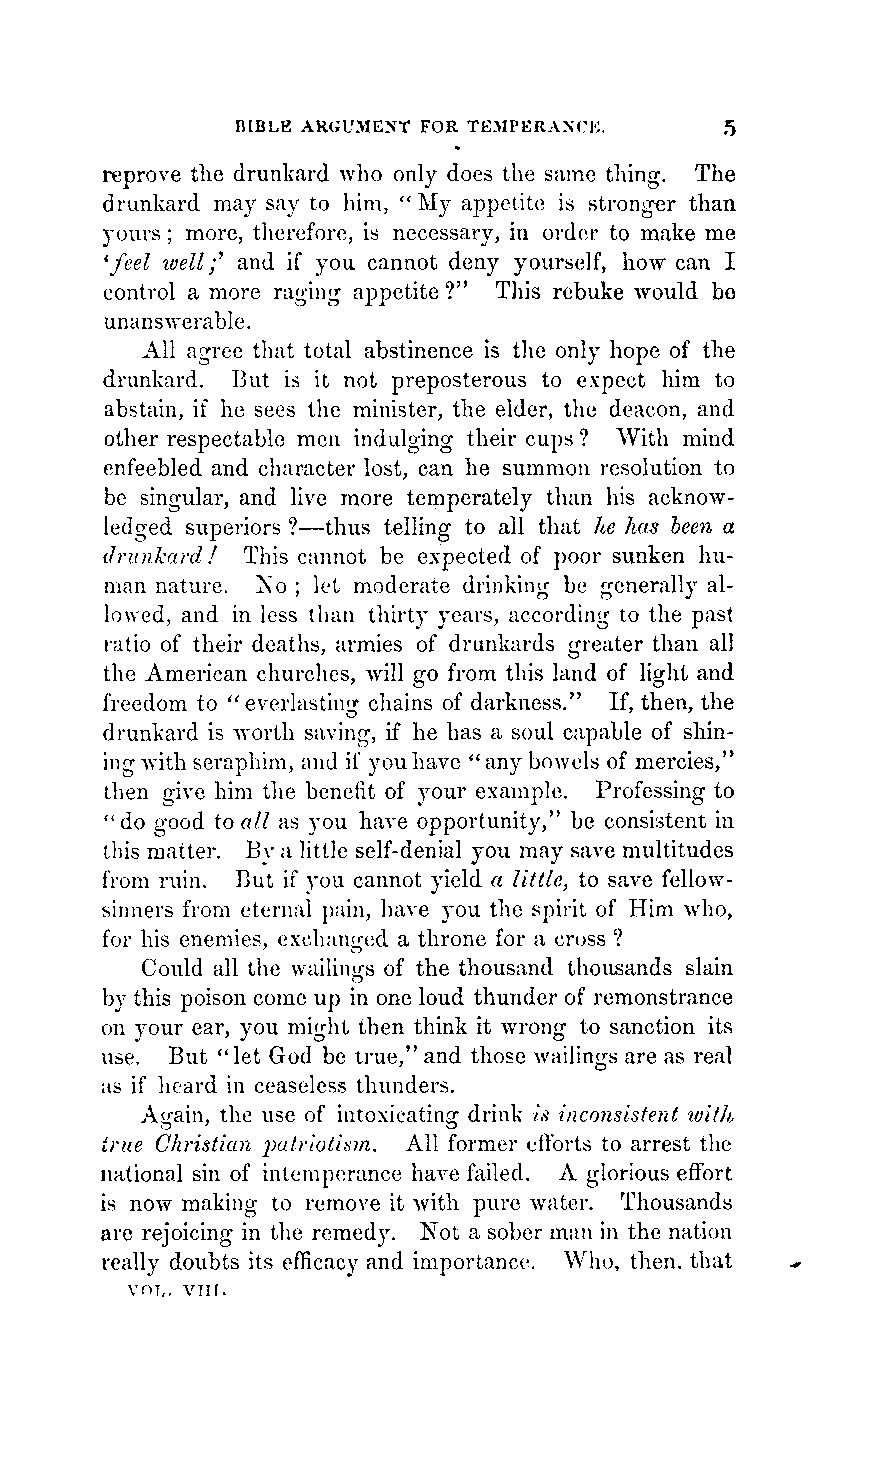 BIBLE ARGUMENT FOR TEMPERANCE. 5
reprove the drunkard who only does the same thing. The
drunkard may say to him, "My appetite is stronger than
yours; more, therefore, is necessary, in order to make me
'feel well;' and if you cannot deny yourself, how can I
control a more raging appetite?" This rebuke would be
unanswerable.
All agree that total abstinence is the only hope of the
drunkard. But is it not preposterous to expect him to
abstain, if he sees the minister, the elder, the deacon, and
other respectable men indulging their cups? With mind
enfeebled and character lost, can he summon resolution to
be singular, and live more temperately than his acknow-
ledged superiors?—thus telling to all that he has been a
drunkard! This cannot be expected of poor sunken hu-
man nature. No; let moderate drinking be generally al-
lowed, and in less than thirty years, according to the past
ratio of their deaths, armies of drunkards greater than all
the American churches, will go from this land of light and
freedom to "everlasting chains of darkness." If, then, the
drunkard is worth saving, if he has a soul capable of shin-
ing with seraphim, and if you have "any bowels of mercies,"
then give him the benefit of your example. Professing to
"do good to all as you have opportunity," be consistent in
this matter. By a little self-denial you may save multitudes
from ruin. But if you cannot yield a little, to save fellow-
sinners from eternal pain, have you the spirit of Him who,
for his enemies, exchanged a throne for a cross?
Could all the wailings of the thousand thousands slain
by this poison come up in one loud thunder of remonstrance
on your ear, you might then think it wrong to sanction its
use. But "let God be true," and those wailings are as real
as if heard in ceaseless thunders.
Again, the use of intoxicating drink is inconsistent with
true Christian patriotism. All former efforts to arrest the
national sin of intemperance have failed. A glorious effort
is now making to remove it with pure water. Thousands
are rejoicing in the remedy. Not a sober man in the nation
really doubts its efficacy and importance. Who, then, that
VOL. VIII.